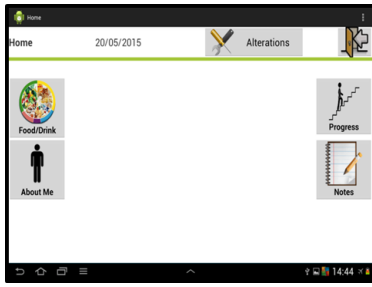 Home
Home 20/05/2015 Alterations
Food/Drink
Progress
About Me
Notes
14:44